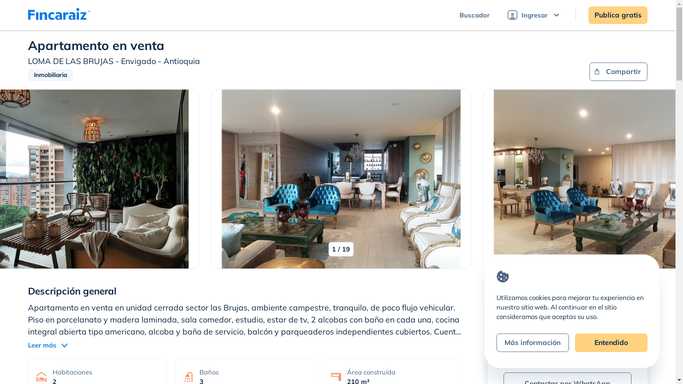 Fincaraiz
Buscador
Ingresar
Publica gratis
Apartamento en venta
LOMA DE LAS BRUJAS - Envigado - Antioquia
Inmobiliaria
Compartir
1 / 19
Descripción general
Apartamento en venta en unidad cerrada sector las Brujas, ambiente campestre, tranquilo, de poco flujo vehicular.
Piso en porcelanato y madera laminada, sala comedor, estudio, estar de tv, 2 alcobas con baño en cada una, cocina
integral abierta tipo americano, alcoba y baño de servicio, balcón y parqueaderos independientes cubiertos. Cuent...
Leer más
Habitaciones
2
Baños
3
Área construida
210 m²
Utilizamos cookies para mejorar tu experiencia en
nuestro sitio web. Al continuar en el sitio
consideramos que aceptas su uso.
Más información
Entendido
Contactar por WhatsApp